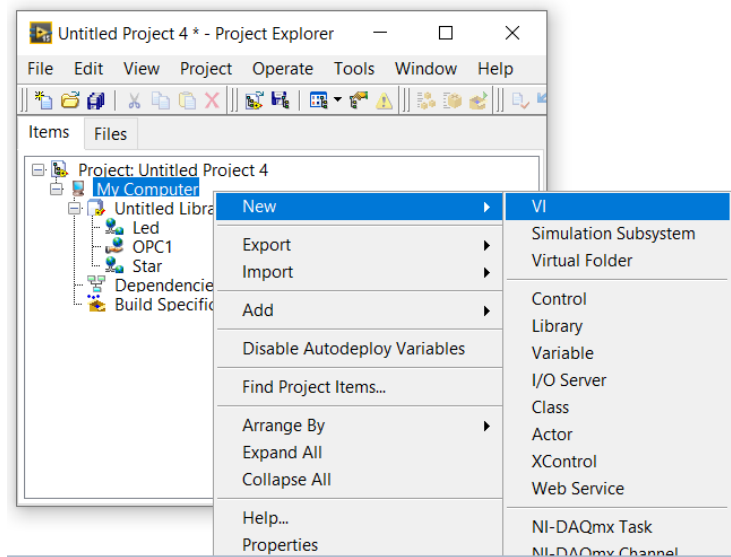 Untitled Project 4 * - Project Explorer
File Edit View Project Operate Tools Window Help
Items Files
Project: Untitled Project 4
My Computer
Untitled Libra
Led
OPC1
Star
Dependencie
Build Specific
New
Export
Import
Add
Disable Autodeploy Variables
Find Project Items...
Arrange By
Expand All
Collapse All
Help...
Properties
VI
Simulation Subsystem
Virtual Folder
Control
Library
Variable
I/O Server
Class
Actor
XControl
Web Service
NI-DAQmx Task
NI-DAQmx Channel